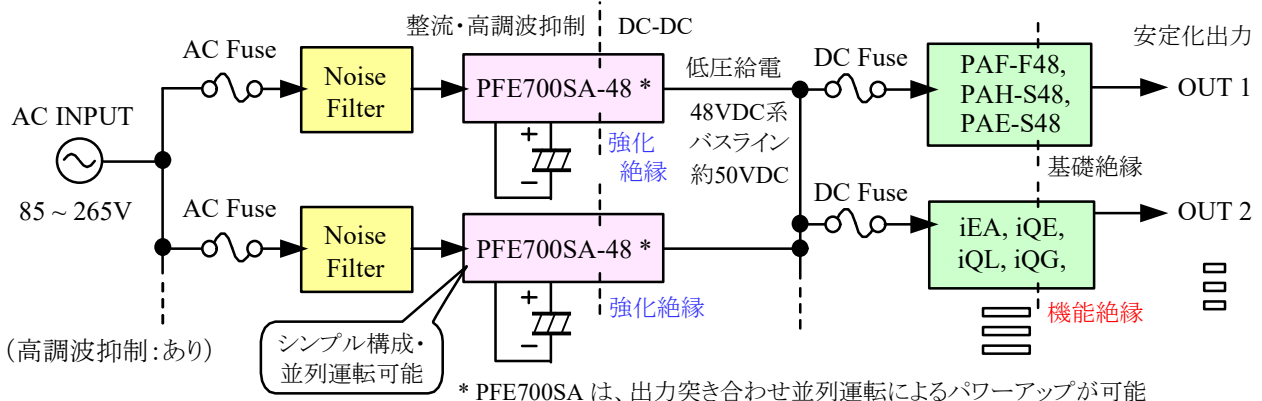 整流・高調波抑制 DC-DC
安定化出力
AC Fuse
Noise
Filter
PFE700SA-48 *
+
−
強化
絶縁
低圧給電
48VDC系
バスライン
約50VDC
DC Fuse
PAF-F48,
PAH-S48,
PAE-S48
OUT 1
基礎絶縁
AC INPUT
85 ~ 265V
AC Fuse
Noise
Filter
PFE700SA-48 *
+
−
強化絶縁
DC Fuse
iEA, iQE,
iQL, iQG,
OUT 2
機能絶縁
(高調波抑制:あり)
シンプル構成・
並列運転可能
* PFE700SA は、出力突き合わせ並列運転によるパワーアップが可能